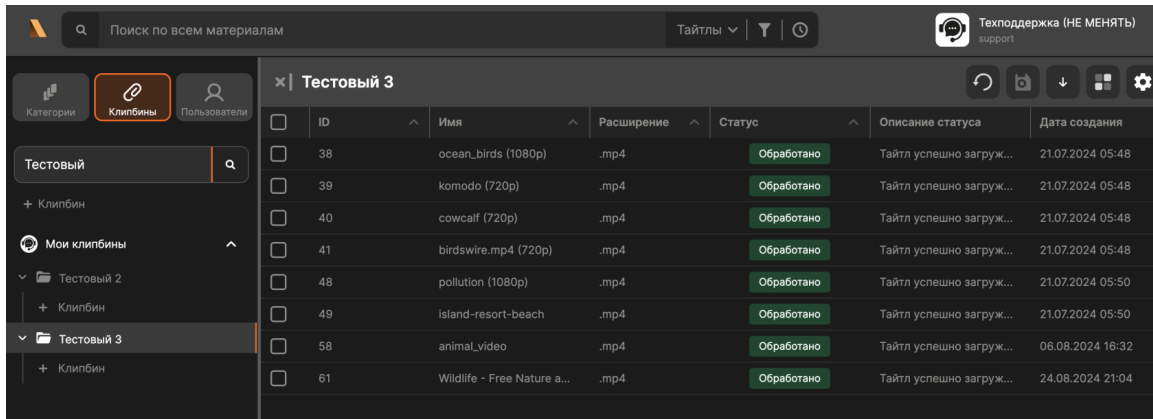 Поиск по всем материалам
Тайтлы
Техподдержка (НЕ МЕНЯТЬ)
support
Категории
Клипбины
Пользователи
Тестовый
+ Клипбин
Мои клипбины
Тестовый 2
+ Клипбин
Тестовый 3
+ Клипбин
Тестовый 3
ID Имя Расширение Статус Описание статуса Дата создания
38 ocean_birds (1080p) .mp4 Обработано Тайтл успешно загруж... 21.07.2024 05:48
39 komodo (720p) .mp4 Обработано Тайтл успешно загруж... 21.07.2024 05:48
40 cowcalf (720p) .mp4 Обработано Тайтл успешно загруж... 21.07.2024 05:48
41 birdswire.mp4 (720p) .mp4 Обработано Тайтл успешно загруж... 21.07.2024 05:48
48 pollution (1080p) .mp4 Обработано Тайтл успешно загруж... 21.07.2024 05:50
49 island-resort-beach .mp4 Обработано Тайтл успешно загруж... 21.07.2024 05:50
58 animal_video .mp4 Обработано Тайтл успешно загруж... 06.08.2024 16:32
61 Wildlife - Free Nature a... .mp4 Обработано Тайтл успешно загруж... 24.08.2024 21:04